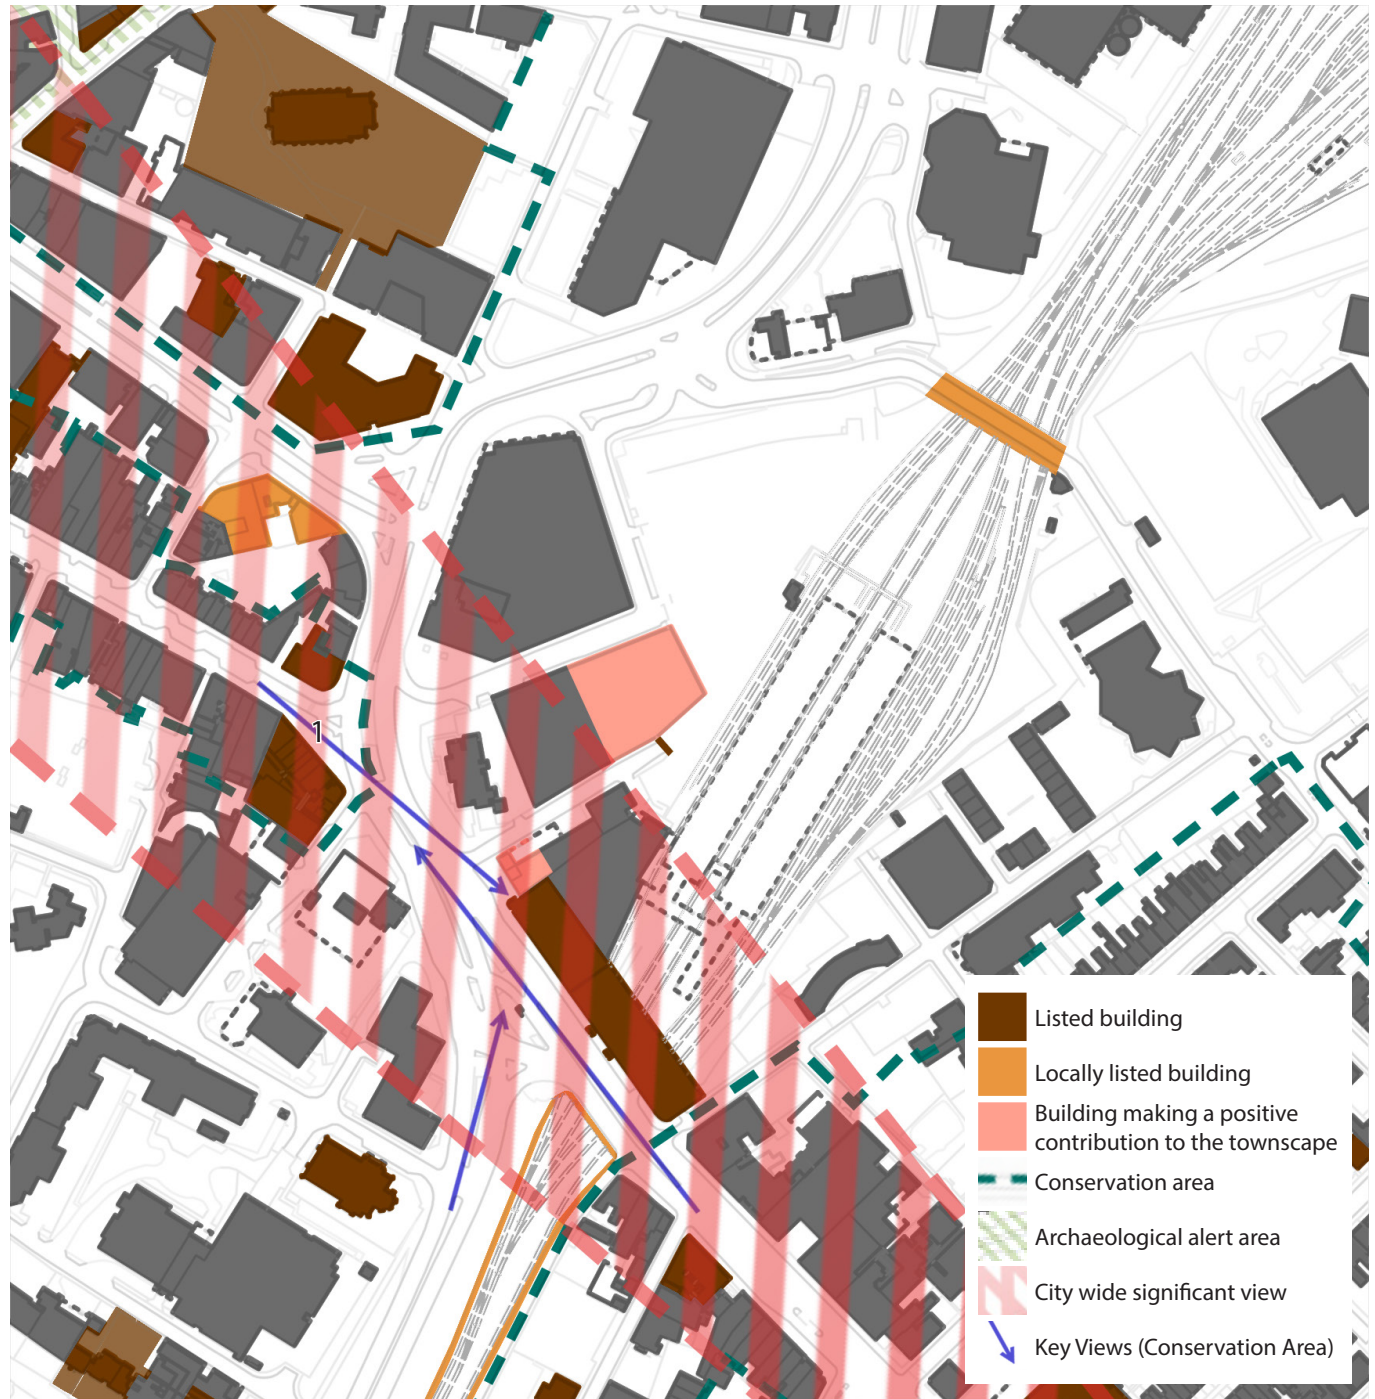 1
Listed building
Locally listed building
Building making a positive
contribution to the townscape
Conservation area
Archaeological alert area
City wide significant view
Key Views (Conservation Area)